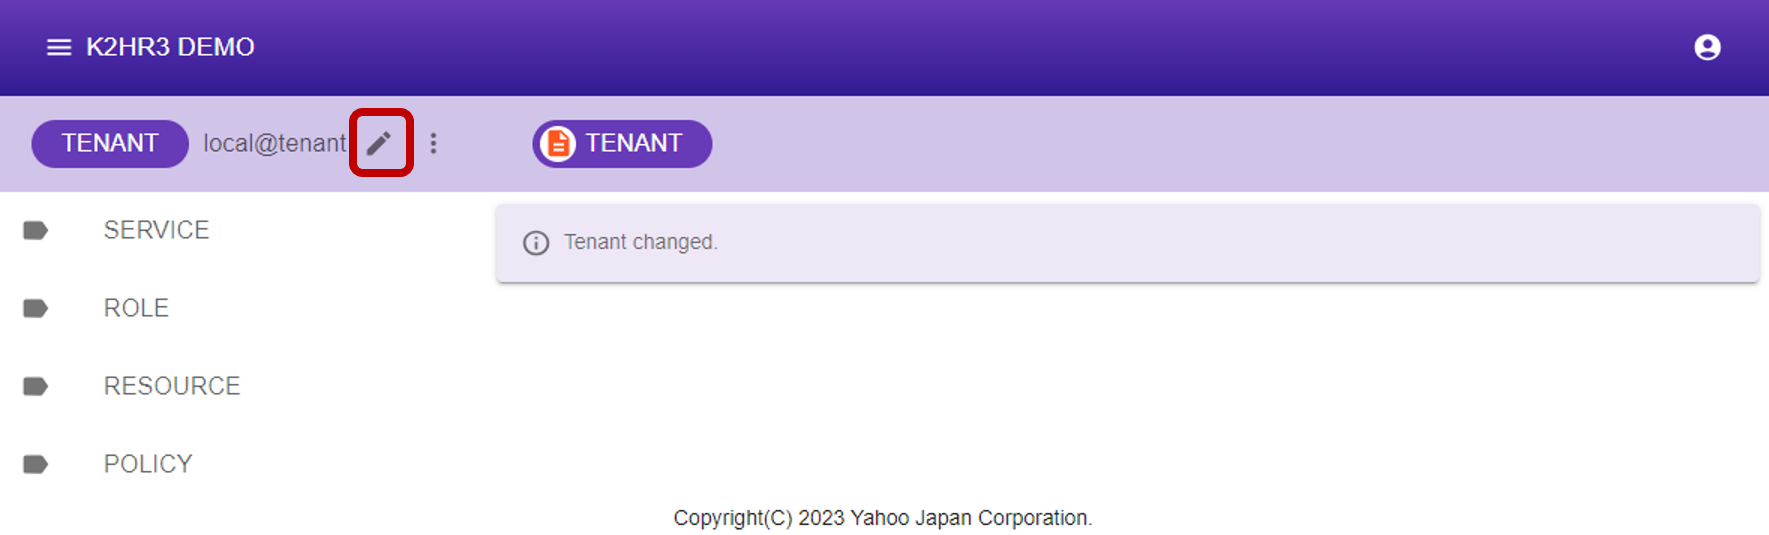 K2HR3 DEMO
TENANT local@tenant TENANT
SERVICE
Tenant changed.
ROLE
RESOURCE
POLICY
Copyright(C) 2023 Yahoo Japan Corporation.